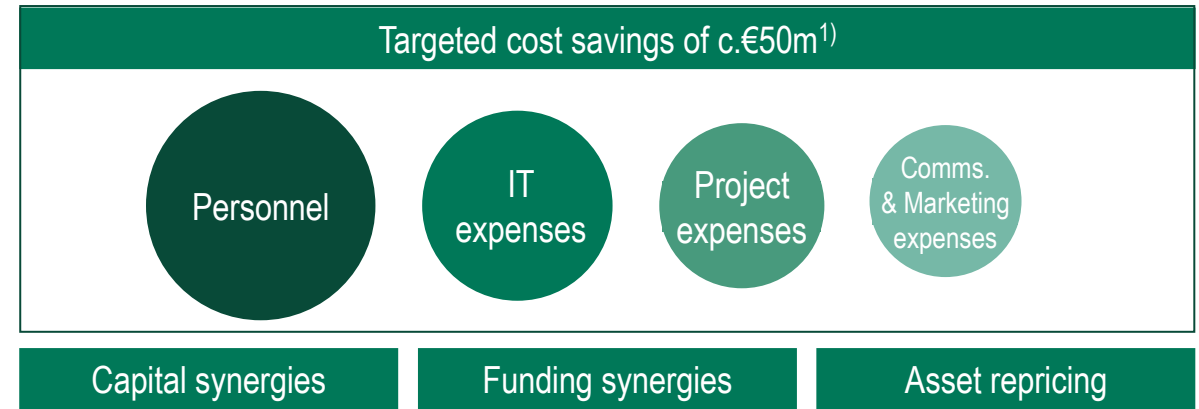 Targeted cost savings of c.€50m1)
Personnel
IT
expenses
Project
expenses
Comms.
& Marketing
expenses
Capital synergies
Funding synergies
Asset repricing